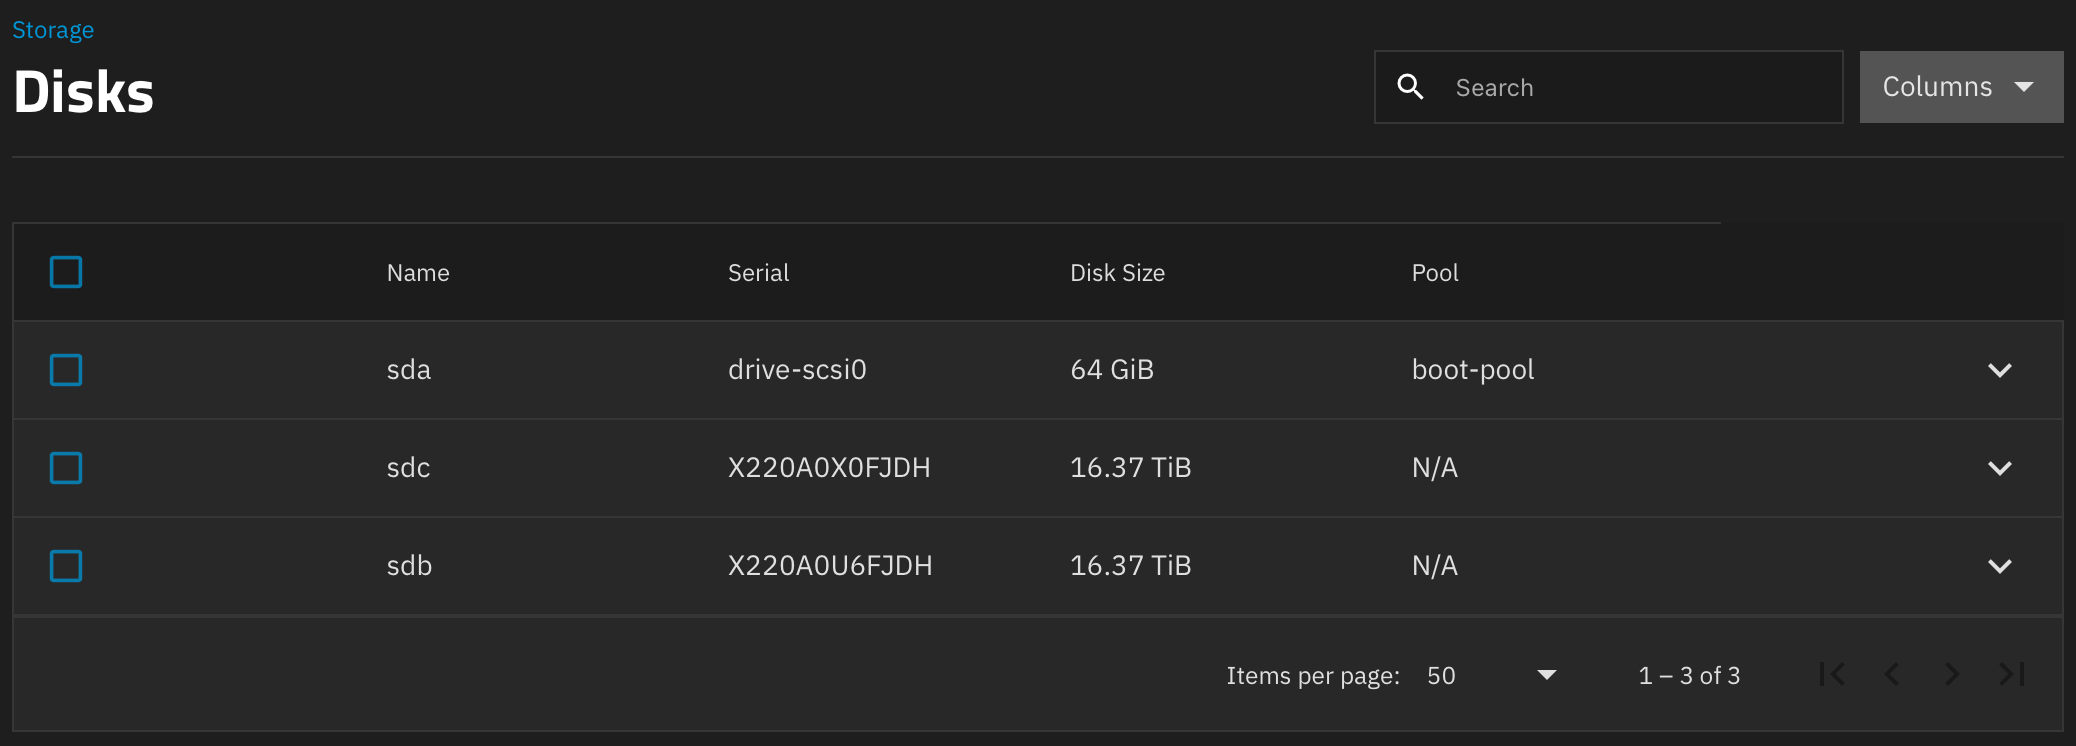 Storage
Disks
Search
Columns
Name Serial Disk Size Pool
sda drive-scsi0 64 GiB boot-pool
sdc X220A0X0FJDH 16.37 TiB N/A
sdb X220A0U6FJDH 16.37 TiB N/A
Items per page: 50 1 – 3 of 3